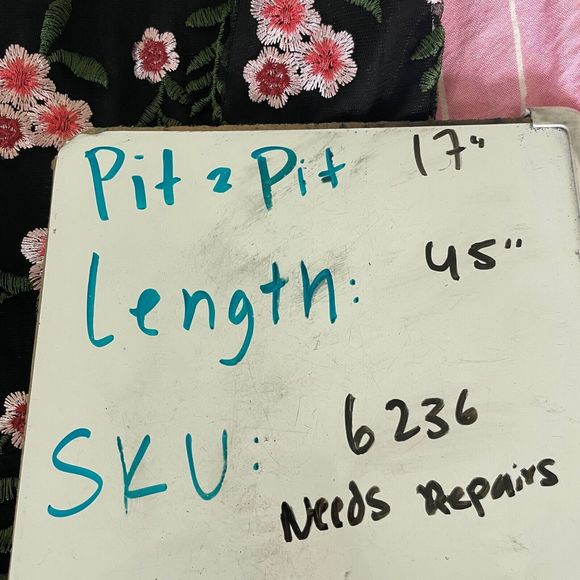 Pit 2 Pit 17"
Length: 45"
SKU: 6236
Needs Repairs